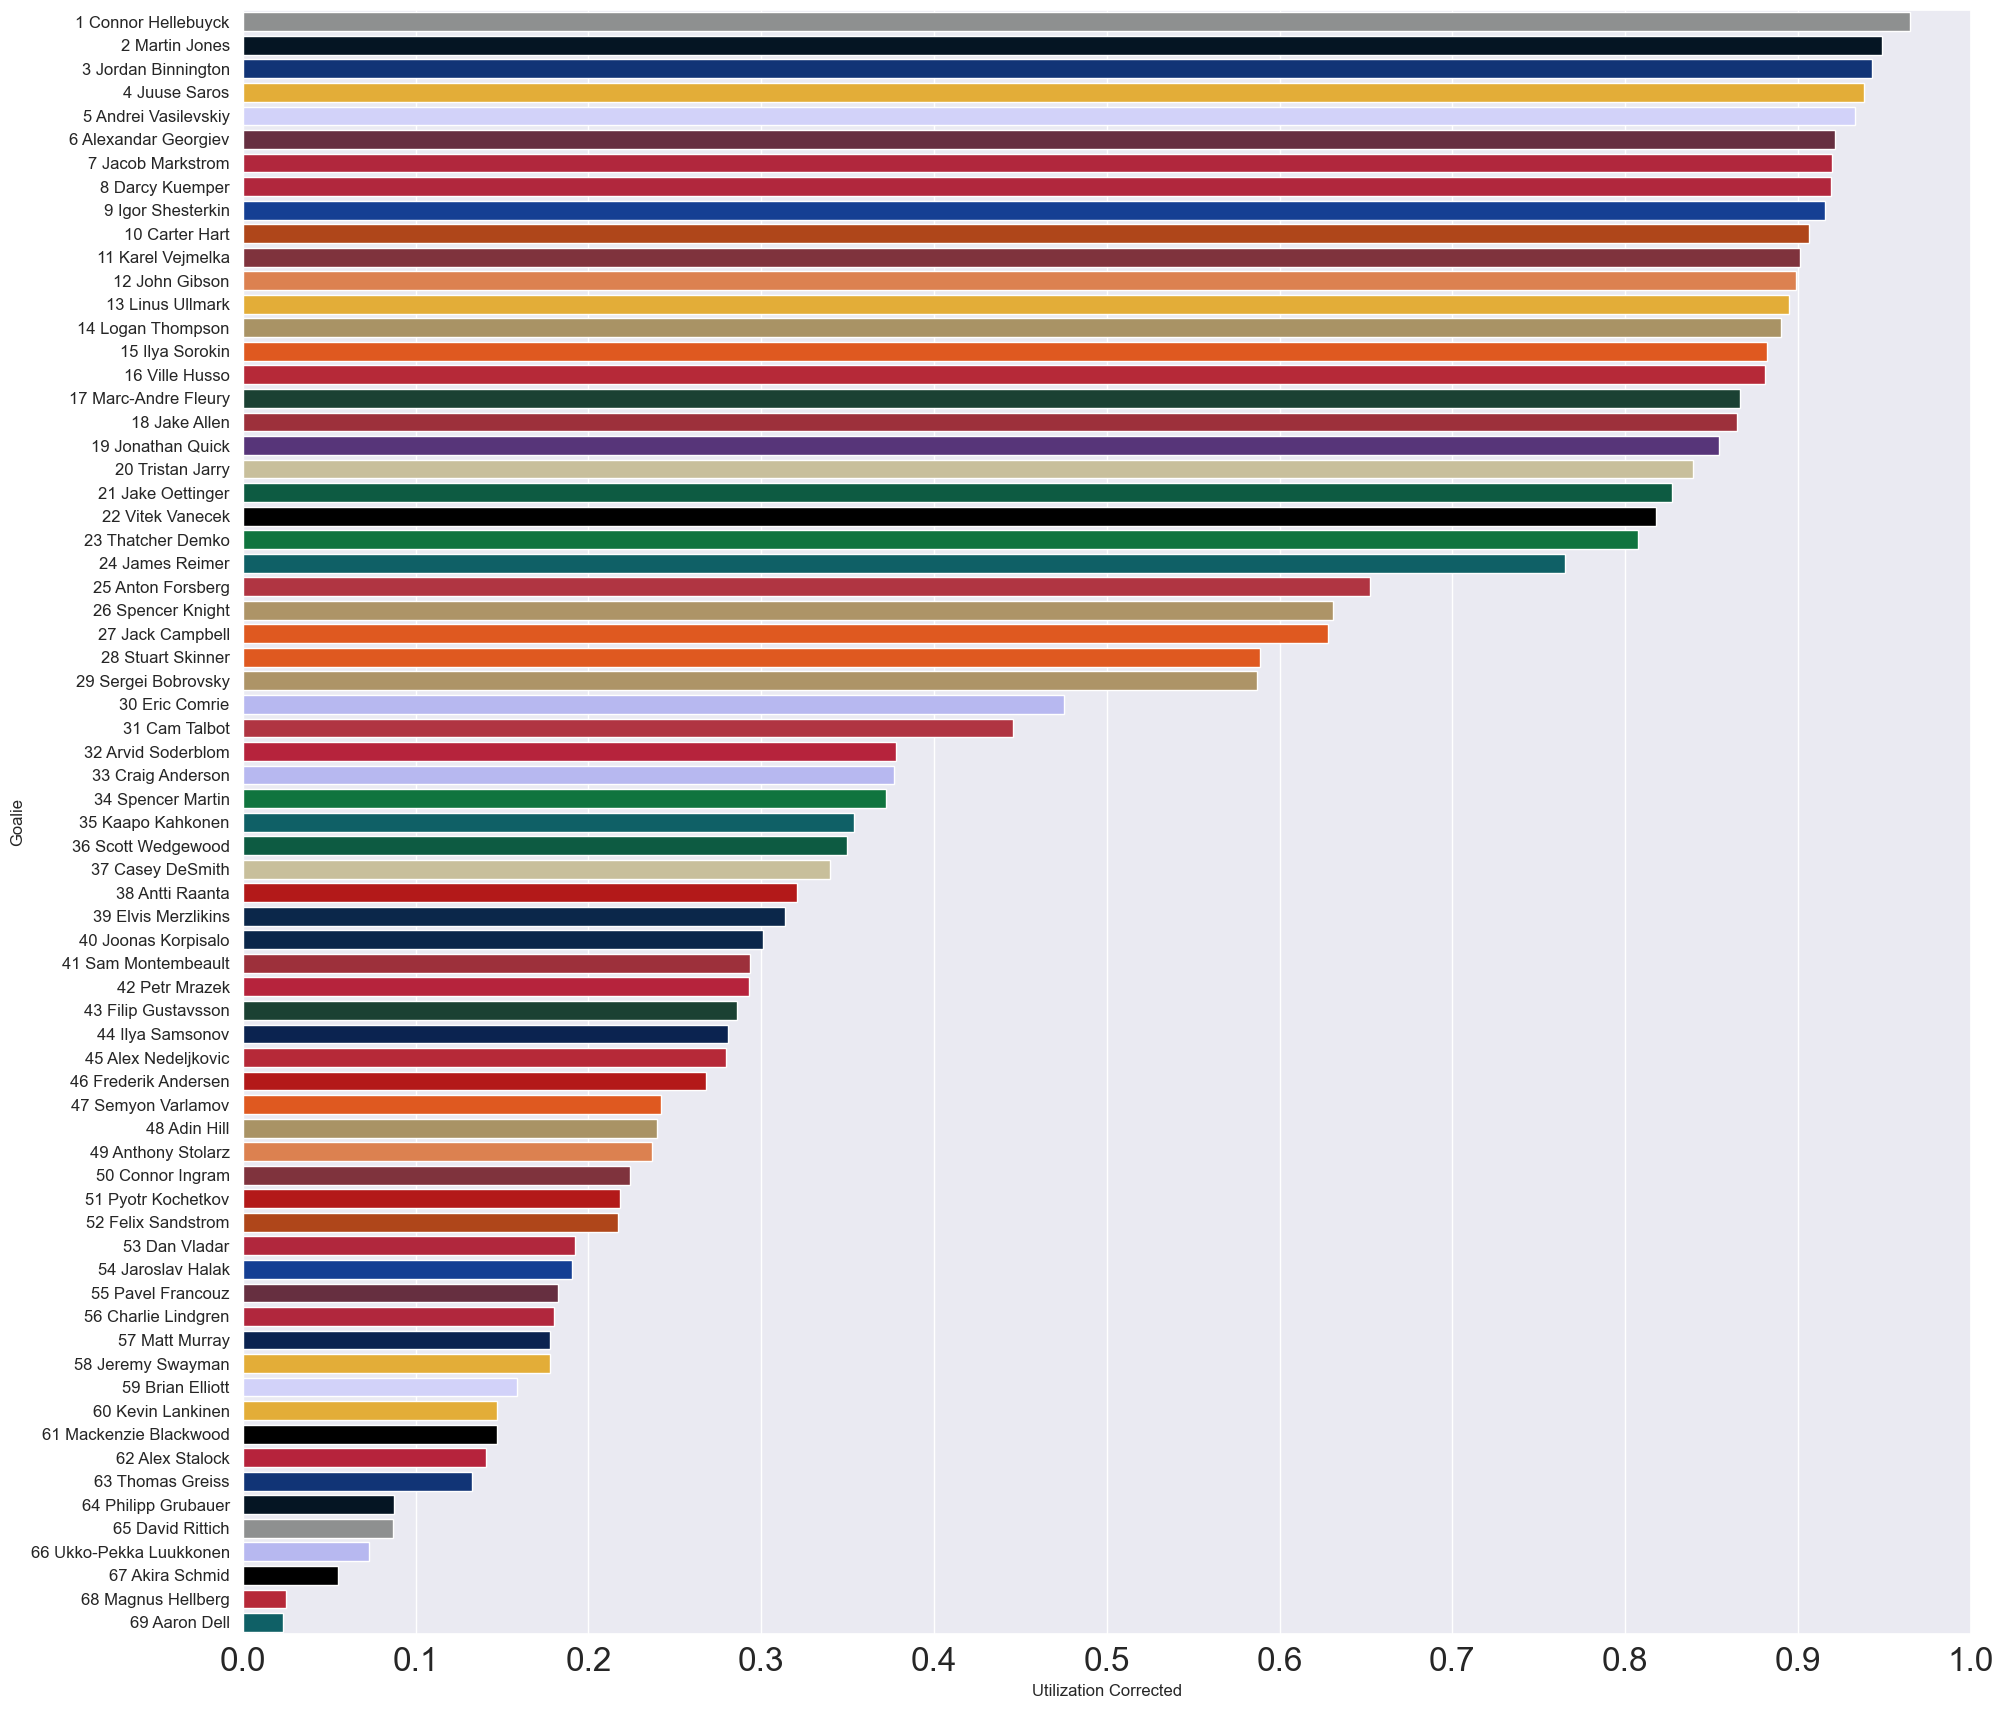 1 Connor Hellebuyck
2 Martin Jones
3 Jordan Binnington
4 Juuse Saros
5 Andrei Vasilevskiy
6 Alexandar Georgiev
7 Jacob Markstrom
8 Darcy Kuemper
9 Igor Shesterkin
10 Carter Hart
11 Karel Vejmelka
12 John Gibson
13 Linus Ullmark
14 Logan Thompson
15 Ilya Sorokin
16 Ville Husso
17 Marc-Andre Fleury
18 Jake Allen
19 Jonathan Quick
20 Tristan Jarry
21 Jake Oettinger
22 Vitek Vanecek
23 Thatcher Demko
24 James Reimer
25 Anton Forsberg
26 Spencer Knight
27 Jack Campbell
28 Stuart Skinner
29 Sergei Bobrovsky
30 Eric Comrie
31 Cam Talbot
32 Arvid Soderblom
33 Craig Anderson
34 Spencer Martin
35 Kaapo Kahkonen
36 Scott Wedgewood
37 Casey DeSmith
38 Antti Raanta
39 Elvis Merzlikins
40 Joonas Korpisalo
41 Sam Montembeault
42 Petr Mrazek
43 Filip Gustavsson
44 Ilya Samsonov
45 Alex Nedeljkovic
46 Frederik Andersen
47 Semyon Varlamov
48 Adin Hill
49 Anthony Stolarz
50 Connor Ingram
51 Pyotr Kochetkov
52 Felix Sandstrom
53 Dan Vladar
54 Jaroslav Halak
55 Pavel Francouz
56 Charlie Lindgren
57 Matt Murray
58 Jeremy Swayman
59 Brian Elliott
60 Kevin Lankinen
61 Mackenzie Blackwood
62 Alex Stalock
63 Thomas Greiss
64 Philipp Grubauer
65 David Rittich
66 Ukko-Pekka Luukkonen
67 Akira Schmid
68 Magnus Hellberg
69 Aaron Dell
Goalie
0.0 0.1 0.2 0.3 0.4 0.5 0.6 0.7 0.8 0.9 1.0
Utilization Corrected